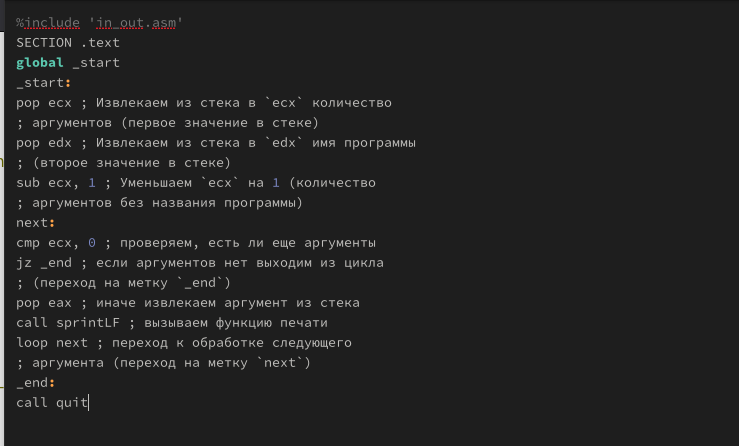 %include 'in_out.asm'
SECTION .text
global _start
_start:
pop ecx ; Извлекаем из стека в `ecx` количество
; аргументов (первое значение в стеке)
pop edx ; Извлекаем из стека в `edx` имя программы
; (второе значение в стеке)
sub ecx, 1 ; Уменьшаем `ecx` на 1 (количество
; аргументов без названия программы)
next:
cmp ecx, 0 ; проверяем, есть ли еще аргументы
jz _end ; если аргументов нет выходим из цикла
; (переход на метку `_end`)
pop eax ; иначе извлекаем аргумент из стека
call sprintLF ; вызываем функцию печати
loop next ; переход к обработке следующего
; аргумента (переход на метку `next`)
_end:
call quit